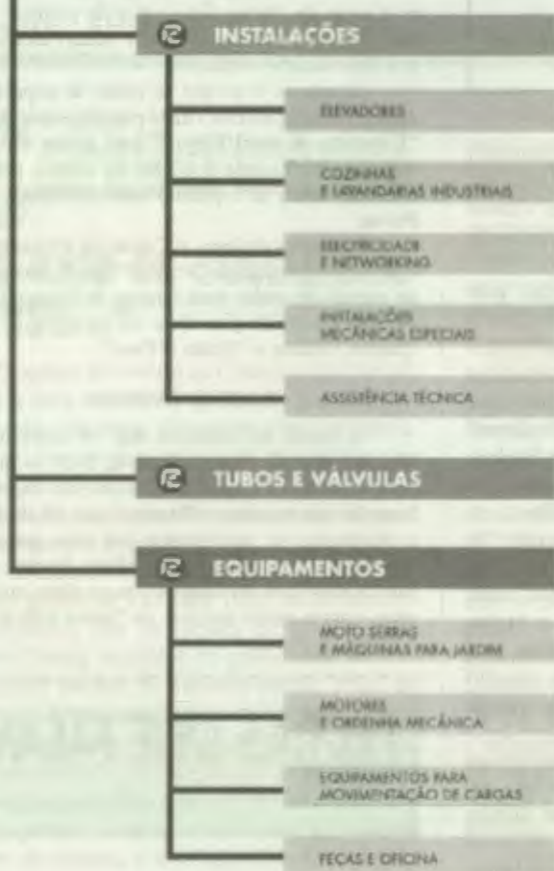 INSTALAÇÕES
ELEVADORES
COZINHAS
E LAVANDARIAS INDUSTRIAIS
ELECTRICIDADE
E NETWORKING
INSTALAÇÕES
MECÂNICAS ESPECIAIS
ASSISTÊNCIA TÉCNICA
TUBOS E VÁLVULAS
EQUIPAMENTOS
MOTO SERRAS
E MÁQUINAS PARA JARDIM
MOTORES
E ORDENHA MECÂNICA
EQUIPAMENTOS PARA
MOVIMENTAÇÃO DE CARGAS
PEÇAS E OFICINA